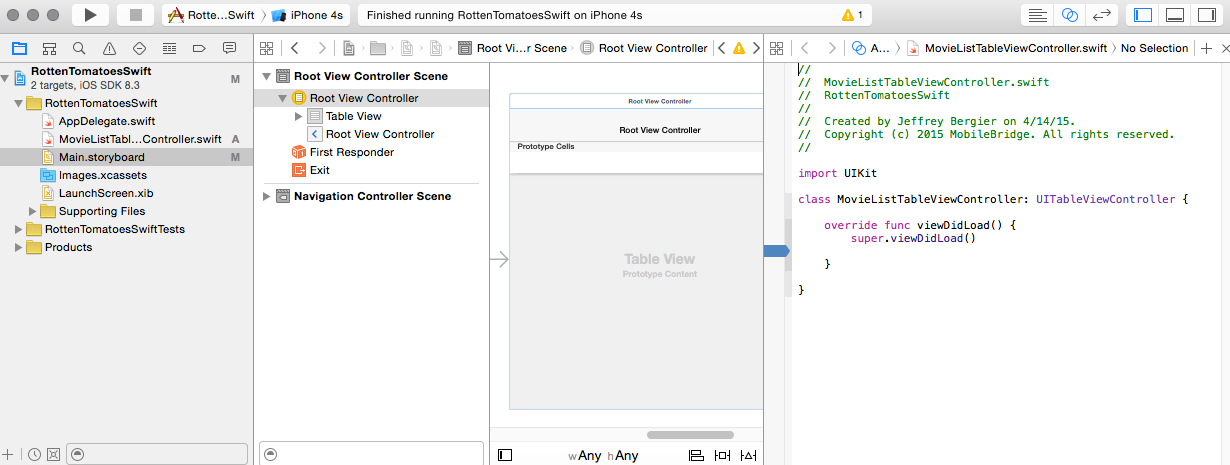 Rotte…Swift
iPhone 4s
Finished running RottenTomatoesSwift on iPhone 4s
1
Root Vi…r Scene
Root View Controller
A…
MovieListTableViewController.swift
No Selection
RottenTomatoesSwift
M
2 targets, iOS SDK 8.3
RottenTomatoesSwift
AppDelegate.swift
MovieListTabl…Controller.swift
A
Main.storyboard
M
Images.xcassets
LaunchScreen.xib
Supporting Files
RottenTomatoesSwiftTests
Products
Root View Controller Scene
Root View Controller
Table View
Root View Controller
First Responder
Exit
Navigation Controller Scene
Root View Controller
Root View Controller
Prototype Cells
Table View
Prototype Content
wAny hAny
//
//  MovieListTableViewController.swift
//  RottenTomatoesSwift
//
//  Created by Jeffrey Bergier on 4/14/15.
//  Copyright (c) 2015 MobileBridge. All rights reserved.
//
import UIKit
class MovieListTableViewController: UITableViewController {
override func viewDidLoad() {
super.viewDidLoad()
}
}